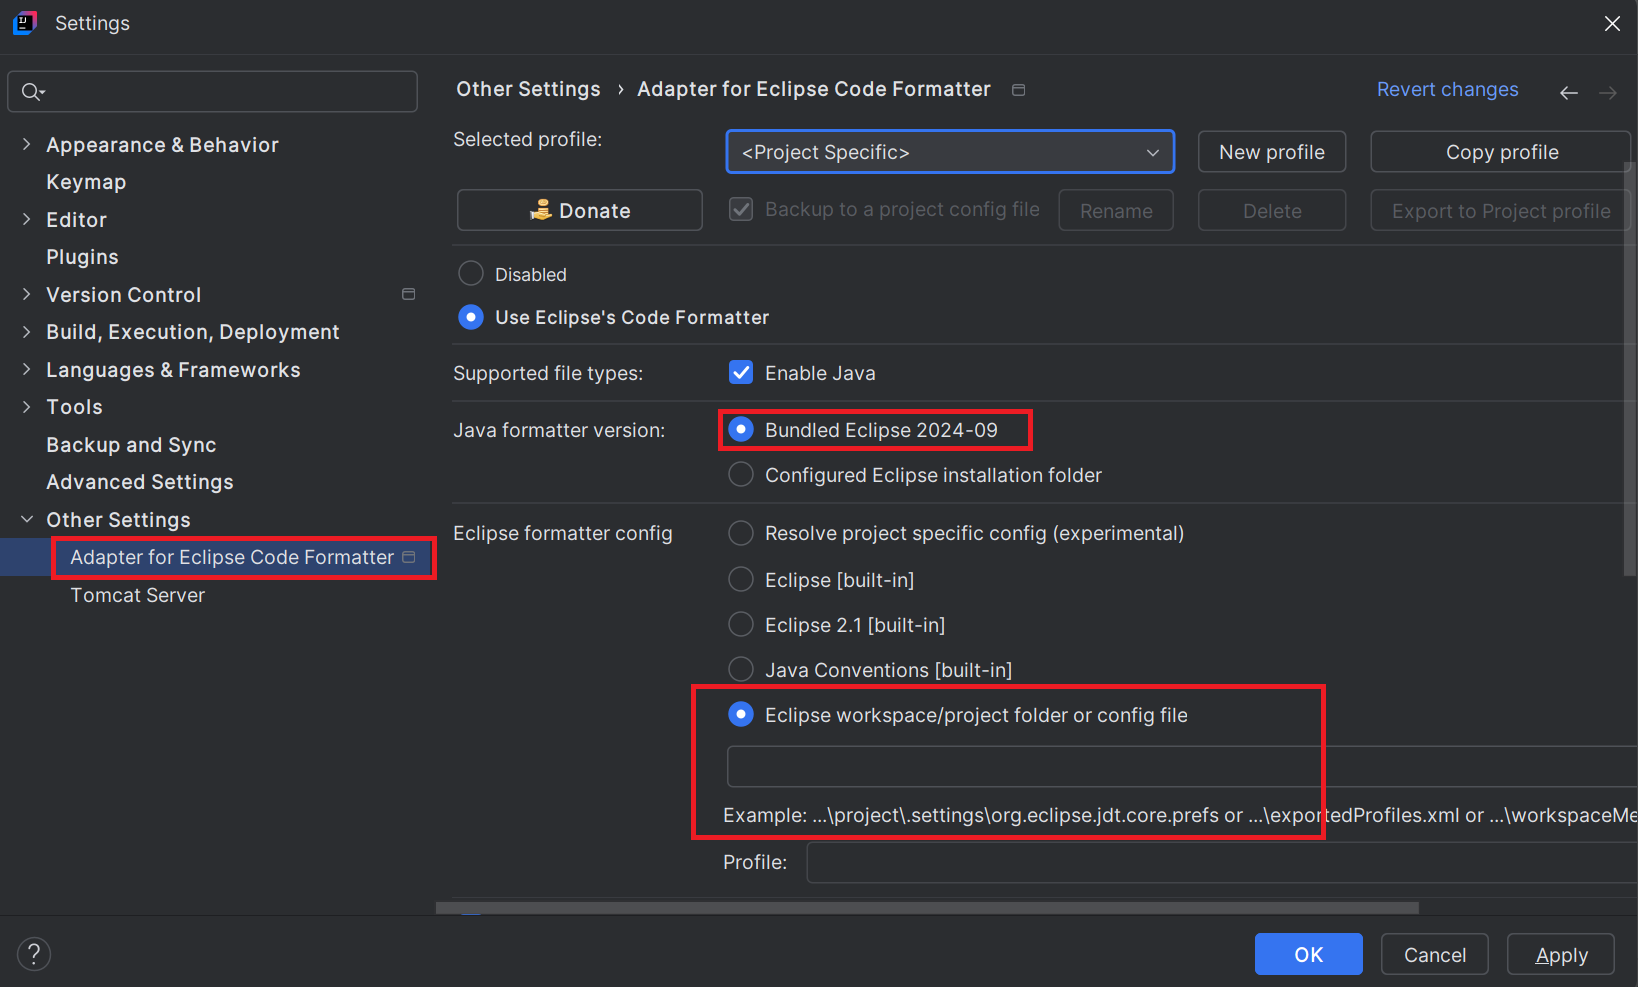 Settings
Other Settings › Adapter for Eclipse Code Formatter
Revert changes
Appearance & Behavior
Keymap
Editor
Plugins
Version Control
Build, Execution, Deployment
Languages & Frameworks
Tools
Backup and Sync
Advanced Settings
Other Settings
Adapter for Eclipse Code Formatter
Tomcat Server
Selected profile:
<Project Specific>
New profile
Copy profile
Donate
Backup to a project config file
Rename
Delete
Export to Project profile
Disabled
Use Eclipse's Code Formatter
Supported file types:
Enable Java
Java formatter version:
Bundled Eclipse 2024-09
Configured Eclipse installation folder
Eclipse formatter config
Resolve project specific config (experimental)
Eclipse [built-in]
Eclipse 2.1 [built-in]
Java Conventions [built-in]
Eclipse workspace/project folder or config file
Example: ...\project\.settings\org.eclipse.jdt.core.prefs or ...\exportedProfiles.xml or ...\workspaceMe
Profile:
?
OK
Cancel
Apply